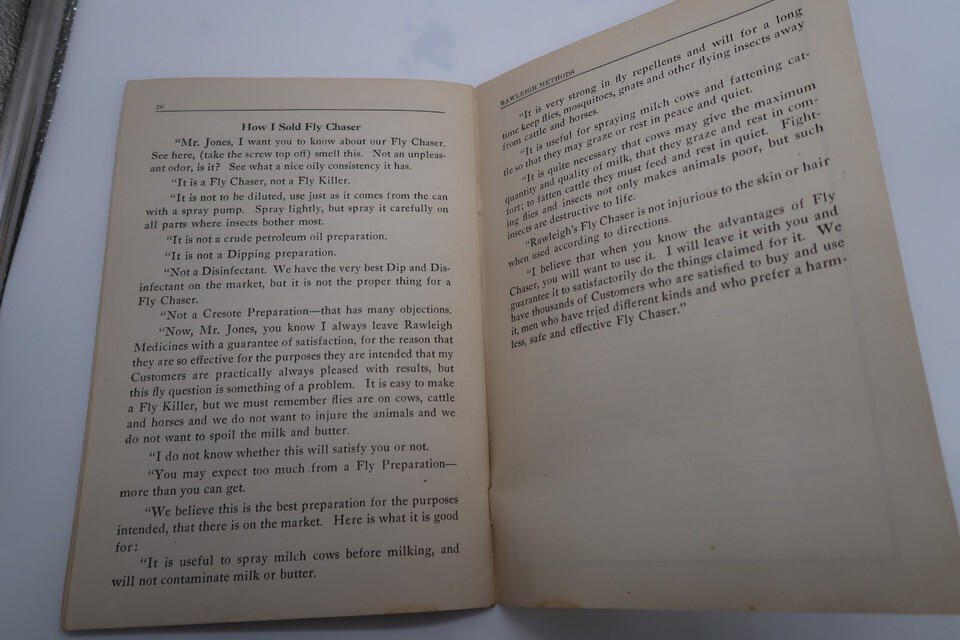 26
How I Sold Fly Chaser
"Mr. Jones, I want you to know about our Fly Chaser.
See here, (take the screw top off) smell this. Not an unpleas-
ant odor, is it? See what a nice oily consistency it has.
"It is a Fly Chaser, not a Fly Killer.
"It is not to be diluted, use just as it comes from the can
with a spray pump. Spray lightly, but spray it carefully on
all parts where insects bother most.
"It is not a crude petroleum oil preparation.
"It is not a Dipping preparation.
"Not a Disinfectant. We have the very best Dip and Dis-
infectant on the market, but it is not the proper thing for a
Fly Chaser.
"Not a Cresote Preparation—that has many objections.
"Now, Mr. Jones, you know I always leave Rawleigh
Medicines with a guarantee of satisfaction, for the reason that
they are so effective for the purposes they are intended that my
Customers are practically always pleased with results, but
this fly question is something of a problem. It is easy to make
a Fly Killer, but we must remember flies are on cows, cattle
and horses and we do not want to injure the animals and we
do not want to spoil the milk and butter.
"I do not know whether this will satisfy you or not.
"You may expect too much from a Fly Preparation—
more than you can get.
"We believe this is the best preparation for the purposes
intended, that there is on the market. Here is what it is good
for:
"It is useful to spray milch cows before milking, and
will not contaminate milk or butter.
RAWLEIGH METHODS
"It is very strong in fly repellents and will for a long
time keep flies, mosquitoes, gnats and other flying insects away
from cattle and horses.
"It is useful for spraying milch cows and fattening cat-
tle so that they may graze or rest in peace and quiet.
"It is quite necessary that cows may give the maximum
quantity and quality of milk, that they graze and rest in com-
fort; to fatten cattle they must feed and rest in quiet. Fight-
ing flies and insects not only makes animals poor, but such
insects are destructive to life.
"Rawleigh's Fly Chaser is not injurious to the skin or hair
when used according to directions.
"I believe that when you know the advantages of Fly
Chaser, you will want to use it. I will leave it with you and
guarantee it to satisfactorily do the things claimed for it. We
have thousands of Customers who are satisfied to buy and use
it, men who have tried different kinds and who prefer a harm-
less, safe and effective Fly Chaser."